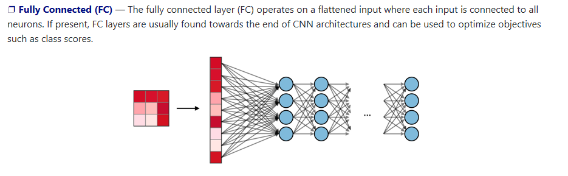 ❒ Fully Connected (FC) — The fully connected layer (FC) operates on a flattened input where each input is connected to all
neurons. If present, FC layers are usually found towards the end of CNN architectures and can be used to optimize objectives
such as class scores.
...